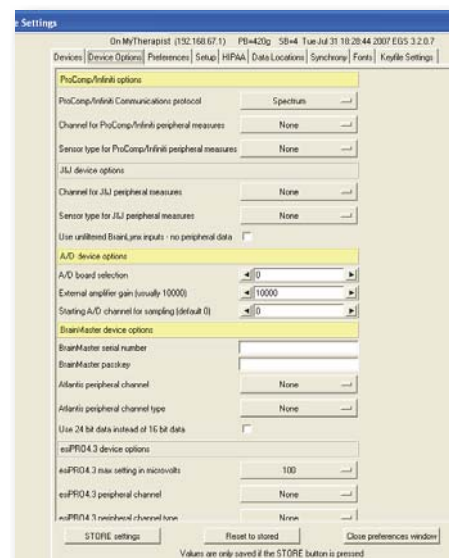 e Settings
On MyTherapist (192.168.67.1) PB=420g SB=4 Tue Jul 31 18:28:44 2007 EGS 3.2.0.7
Devices Device Options Preferences Setup HIPAA Data Locations Synchrony Fonts Keyfile Settings
ProComp/Infiniti options
ProComp/Infiniti Communications protocol Spectrum
Channel for ProComp/Infiniti peripheral measures None
Sensor type for ProComp/Infiniti peripheral measures None
J&J device options
Channel for J&J peripheral measures None
Sensor type for J&J peripheral measures None
Use unfiltered BrainLynx inputs - no peripheral data
A/D device options
A/D board selection 0
External amplifier gain (usually 10000) 10000
Starting A/D channel for sampling (default 0) 0
BrainMaster device options
BrainMaster serial number
BrainMaster passkey
Atlantis peripheral channel None
Atlantis peripheral channel type None
Use 24 bit data instead of 16 bit data
esiPRO4.3 device options
esiPRO4.3 max setting in microvolts 100
esiPRO4.3 peripheral channel None
esiPRO4.3 peripheral channel type None
STORE settings Reset to stored Close preferences window
Values are only saved if the STORE button is pressed